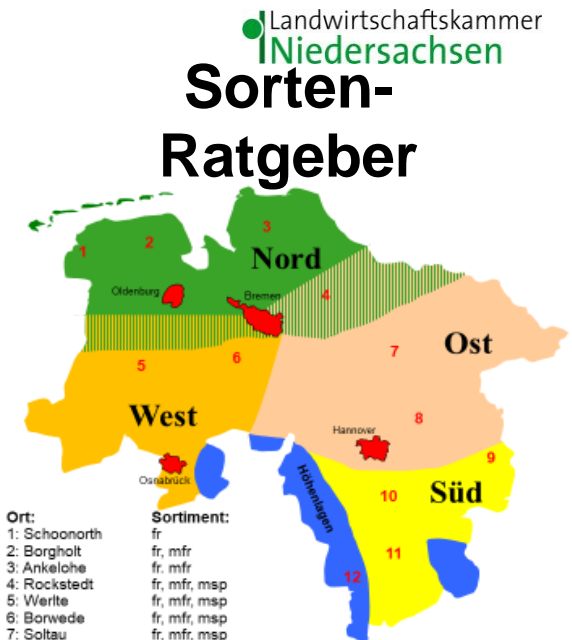 Landwirtschaftskammer
Niedersachsen
Sorten-
Ratgeber
3
2
1
Nord
Oldenburg
Bremen
4
Ost
7
6
5
West
8
Hannover
9
Osnabrück
Höhenlagen
10
Süd
11
12
Ort: Sortiment:
1: Schoonorth fr
2: Borgholt fr, mfr
3: Ankelohe fr. mfr
4: Rockstedt fr, mfr, msp
5: Werlte fr, mfr, msp
6: Borwede fr, mfr, msp
7: Soltau fr. mfr. msp